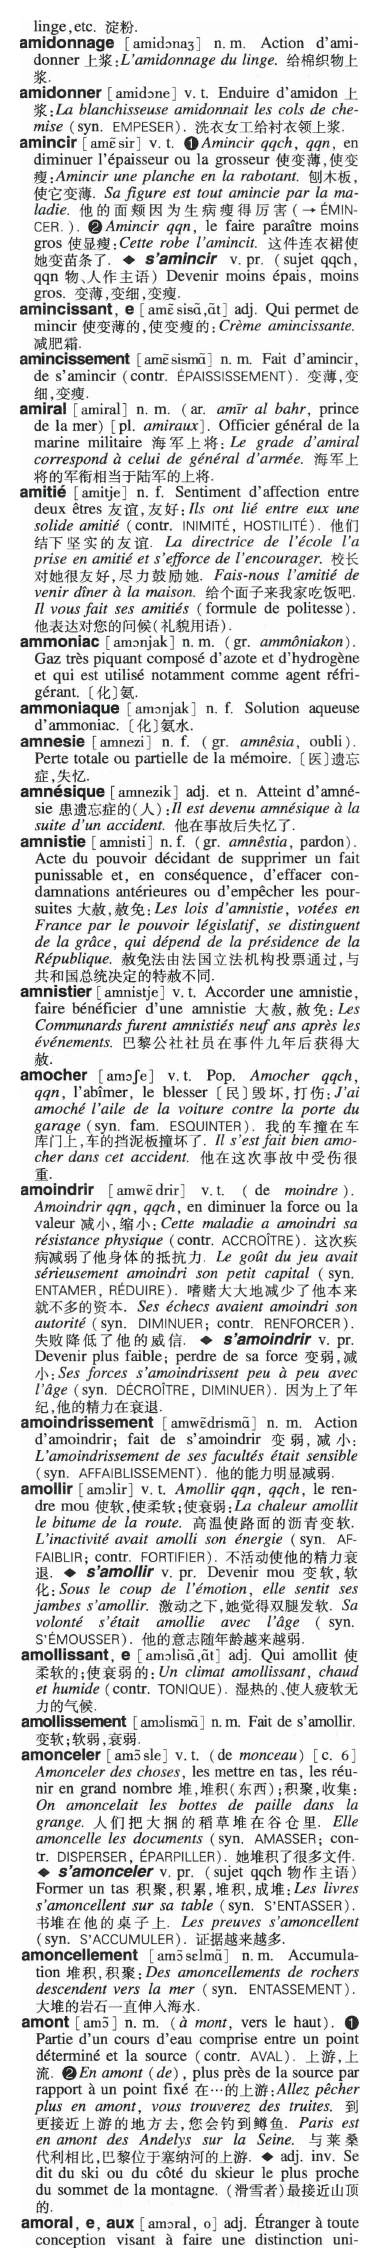 linge, etc. 淀粉.
amidonnage [amidɔnaʒ] n. m. Action d'ami-
donner 上浆: L'amidonnage du linge. 给棉织物上
浆.
amidonner [amidɔne] v. t. Enduire d'amidon 上
浆: La blanchisseuse amidonnait les cols de che-
mise (syn. EMPESER). 洗衣女工给衬衣领上浆.
amincir [amɛ̃sir] v. t. ❶ Amincir qqch, qqn, en
diminuer l'épaisseur ou la grosseur 使变薄,使变
瘦: Amincir une planche en la rabotant. 刨木板,
使它变薄. Sa figure est tout amincie par la ma-
ladie. 他的面颊因为生病瘦得厉害 (→ ÉMIN-
CER.). ❷ Amincir qqn, le faire paraître moins
gros 使显瘦: Cette robe l'amincit. 这件连衣裙使
她变苗条了. ◆ s'amincir v. pr. (sujet qqch,
qqn 物、人作主语) Devenir moins épais, moins
gros. 变薄,变细,变瘦.
amincissant, e [amɛ̃sisɑ̃,ɑ̃t] adj. Qui permet de
mincir 使变薄的,使变瘦的: Crème amincissante.
减肥霜.
amincissement [amɛ̃sismɑ̃] n. m. Fait d'amincir,
de s'amincir (contr. ÉPAISSISSEMENT). 变薄,变
细,变瘦.
amiral [amiral] n. m. (ar. amīr al bahr, prince
de la mer) [pl. amiraux]. Officier général de la
marine militaire 海军上将: Le grade d'amiral
correspond à celui de général d'armée. 海军上
将的军衔相当于陆军的上将.
amitié [amitje] n. f. Sentiment d'affection entre
deux êtres 友谊,友好: Ils ont lié entre eux une
solide amitié (contr. INIMITIÉ, HOSTILITÉ). 他们
结下坚实的友谊. La directrice de l'école l'a
prise en amitié et s'efforce de l'encourager. 校长
对她很友好,尽力鼓励她. Fais-nous l'amitié de
venir dîner à la maison. 给个面子来我家吃饭吧.
Il vous fait ses amitiés (formule de politesse).
他表达对您的问候(礼貌用语).
ammoniac [amɔnjak] n. m. (gr. ammôniakon).
Gaz très piquant composé d'azote et d'hydrogène
et qui est utilisé notamment comme agent réfri-
gérant. 〔化〕氨.
ammoniaque [amɔnjak] n. f. Solution aqueuse
d'ammoniac. 〔化〕氨水.
amnesie [amnezi] n. f. (gr. amnêsia, oubli).
Perte totale ou partielle de la mémoire. 〔医〕遗忘
症,失忆.
amnésique [amnezik] adj. et n. Atteint d'amné-
sie 患遗忘症的(人): Il est devenu amnésique à la
suite d'un accident. 他在事故后失忆了.
amnistie [amnisti] n. f. (gr. amnêstia, pardon).
Acte du pouvoir décidant de supprimer un fait
punissable et, en conséquence, d'effacer con-
damnations antérieures ou d'empêcher les pour-
suites 大赦,赦免: Les lois d'amnistie, votées en
France par le pouvoir législatif, se distinguent
de la grâce, qui dépend de la présidence de la
République. 赦免法由法国立法机构投票通过,与
共和国总统决定的特赦不同.
amnistier [amnistje] v. t. Accorder une amnistie,
faire bénéficier d'une amnistie 大赦,赦免: Les
Communards furent amnistiés neuf ans après les
événements. 巴黎公社社员在事件九年后获得大
赦.
amocher [amɔʃe] v. t. Pop. Amocher qqch,
qqn, l'abîmer, le blesser〔民〕毁坏,打伤: J'ai
amoché l'aile de la voiture contre la porte du
garage (syn. fam. ESQUINTER). 我的车撞在车
库门上,车的挡泥板撞坏了. Il s'est fait bien amo-
cher dans cet accident. 他在这次事故中受伤很
重.
amoindrir [amwɛ̃drir] v. t. (de moindre).
Amoindrir qqn, qqch, en diminuer la force ou la
valeur 减小,缩小: Cette maladie a amoindri sa
résistance physique (contr. ACCROÎTRE). 这次疾
病减弱了他身体的抵抗力. Le goût du jeu avait
sérieusement amoindri son petit capital (syn.
ENTAMER, RÉDUIRE). 嗜赌大大地减少了他本来
就不多的资本. Ses échecs avaient amoindri son
autorité (syn. DIMINUER; contr. RENFORCER).
失败降低了他的威信. ◆ s'amoindrir v. pr.
Devenir plus faible; perdre de sa force 变弱,减
小: Ses forces s'amoindrissent peu à peu avec
l'âge (syn. DÉCROÎTRE, DIMINUER). 因为上了年
纪,他的精力在衰退.
amoindrissement [amwɛ̃drismɑ̃] n. m. Action
d'amoindrir; fait de s'amoindrir 变弱,减小:
L'amoindrissement de ses facultés était sensible
(syn. AFFAIBLISSEMENT). 他的能力明显减弱.
amollir [amɔlir] v. t. Amollir qqn, qqch, le ren-
dre mou 使软,使柔软;使衰弱: La chaleur amollit
le bitume de la route. 高温使路面的沥青变软.
L'inactivité avait amolli son énergie (syn. AF-
FAIBLIR; contr. FORTIFIER). 不活动使他的精力衰
退. ◆ s'amollir v. pr. Devenir mou 变软,软
化: Sous le coup de l'émotion, elle sentit ses
jambes s'amollir. 激动之下,她觉得双腿发软. Sa
volonté s'était amollie avec l'âge (syn.
S'ÉMOUSSER). 他的意志随年龄越来越弱.
amollissant, e [amɔlisɑ̃,ɑ̃t] adj. Qui amollit 使
柔软的;使衰弱的: Un climat amollissant, chaud
et humide (contr. TONIQUE). 湿热的、使人疲软无
力的气候.
amollissement [amɔlismɑ̃] n. m. Fait de s'amollir.
变软;软弱,衰弱.
amonceler [amɔ̃sle] v. t. (de monceau) [c. 6]
Amonceler des choses, les mettre en tas, les réu-
nir en grand nombre 堆,堆积(东西);积聚,收集:
On amoncelait les bottes de paille dans la
grange. 人们把大捆的稻草堆在谷仓里. Elle
amoncelle les documents (syn. AMASSER; con-
tr. DISPERSER, ÉPARPILLER). 她堆积了很多文件.
◆ s'amonceler v. pr. (sujet qqch 物作主语)
Former un tas 积聚,积累,堆积,成堆: Les livres
s'amoncellent sur sa table (syn. S'ENTASSER).
书堆在他的桌子上. Les preuves s'amoncellent
(syn. S'ACCUMULER). 证据越来越多.
amoncellement [amɔ̃sɛlmɑ̃] n. m. Accumula-
tion 堆积,积聚: Des amoncellements de rochers
descendent vers la mer (syn. ENTASSEMENT).
大堆的岩石一直伸入海水.
amont [amɔ̃] n. m. (à mont, vers le haut). ❶
Partie d'un cours d'eau comprise entre un point
déterminé et la source (contr. AVAL). 上游,上
流. ❷ En amont (de), plus près de la source par
rapport à un point fixé 在…的上游: Allez pêcher
plus en amont, vous trouverez des truites. 到
更接近上游的地方去,您会钓到鳟鱼. Paris est
en amont des Andelys sur la Seine. 与莱桑
代利相比,巴黎位于塞纳河的上游. ◆ adj. inv. Se
dit du ski ou du côté du skieur le plus proche
du sommet de la montagne. (滑雪者)最接近山顶
的.
amoral, e, aux [amɔral, o] adj. Étranger à toute
conception visant à faire une distinction uni-